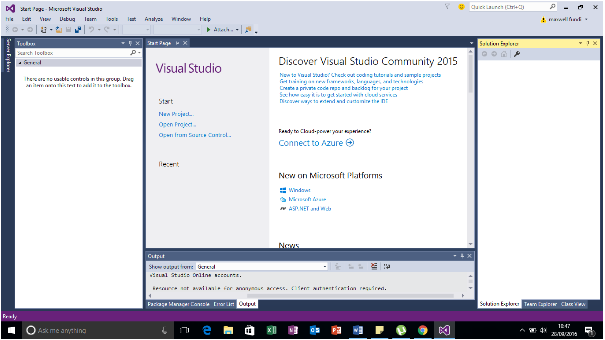 Start Page - Microsoft Visual Studio
Quick Launch (Ctrl+Q)
File Edit View Debug Team Tools Test Analyze Window Help
maxwell fundi
Attach...
Server Explorer
Toolbox
Search Toolbox
General
There are no usable controls in this group. Drag
an item onto this text to add it to the toolbox.
Start Page
Visual Studio
Start
New Project...
Open Project...
Open from Source Control...
Recent
Discover Visual Studio Community 2015
New to Visual Studio? Check out coding tutorials and sample projects
Get training on new frameworks, languages, and technologies
Create a private code repo and backlog for your project
See how easy it is to get started with cloud services
Discover ways to extend and customize the IDE
Ready to Cloud-power your experience?
Connect to Azure
New on Microsoft Platforms
Windows
Microsoft Azure
ASP.NET and Web
News
Solution Explorer
Output
Show output from: General
Visual Studio Online accounts.
Resource not available for anonymous access. Client authentication required.
Package Manager Console Error List Output
Solution Explorer Team Explorer Class View
Ready
Ask me anything
18:47
20/09/2016